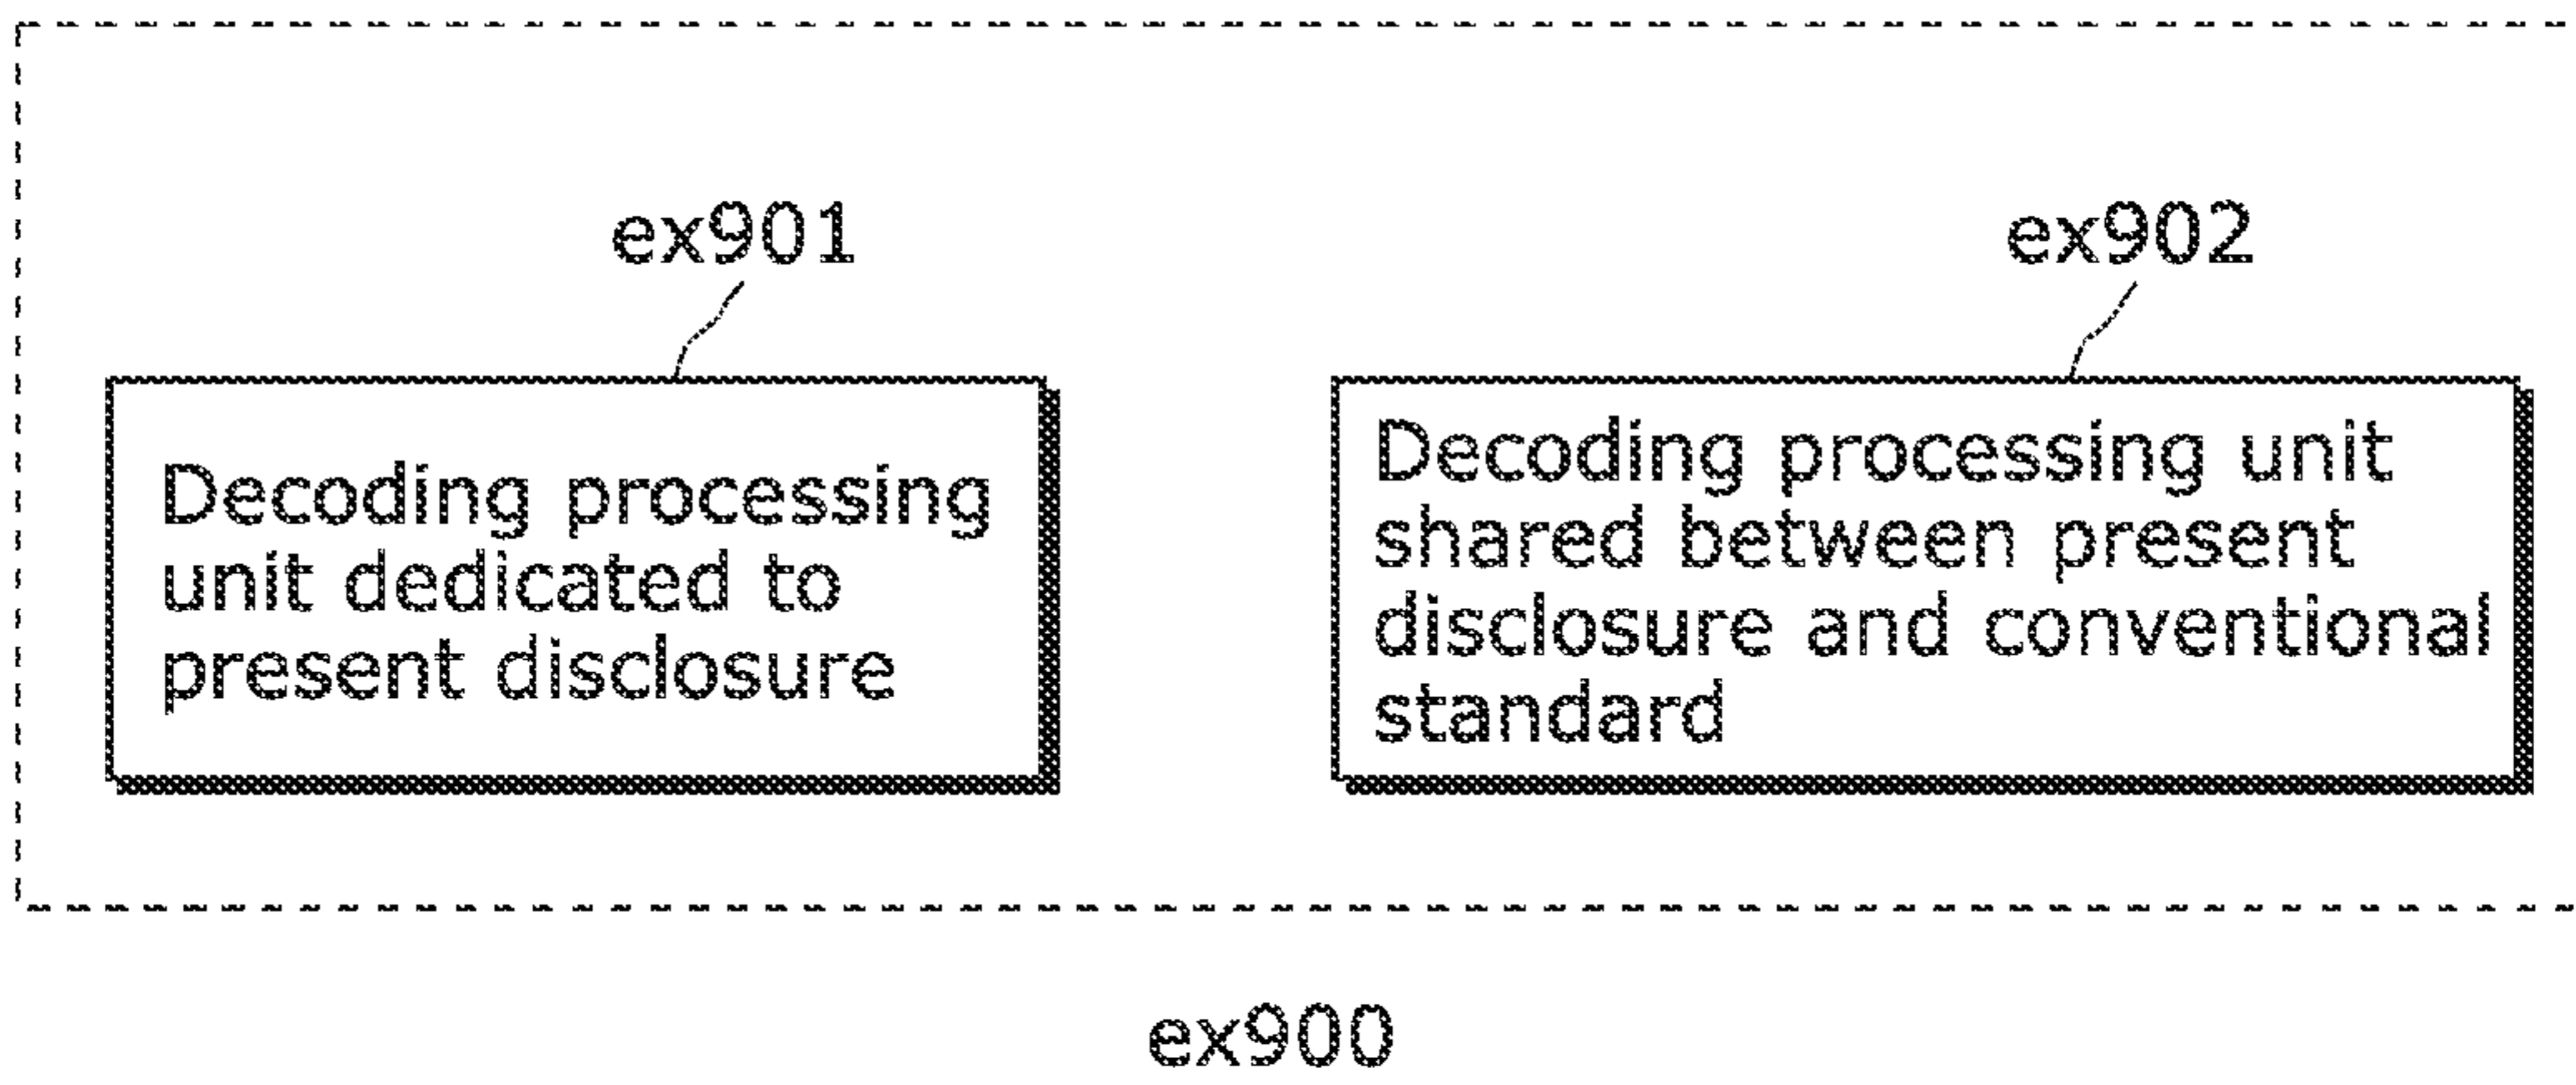 ex901
ex902
Decoding processing
unit dedicated to
present disclosure
Decoding processing unit
shared between present
disclosure and conventional
standard
ex900